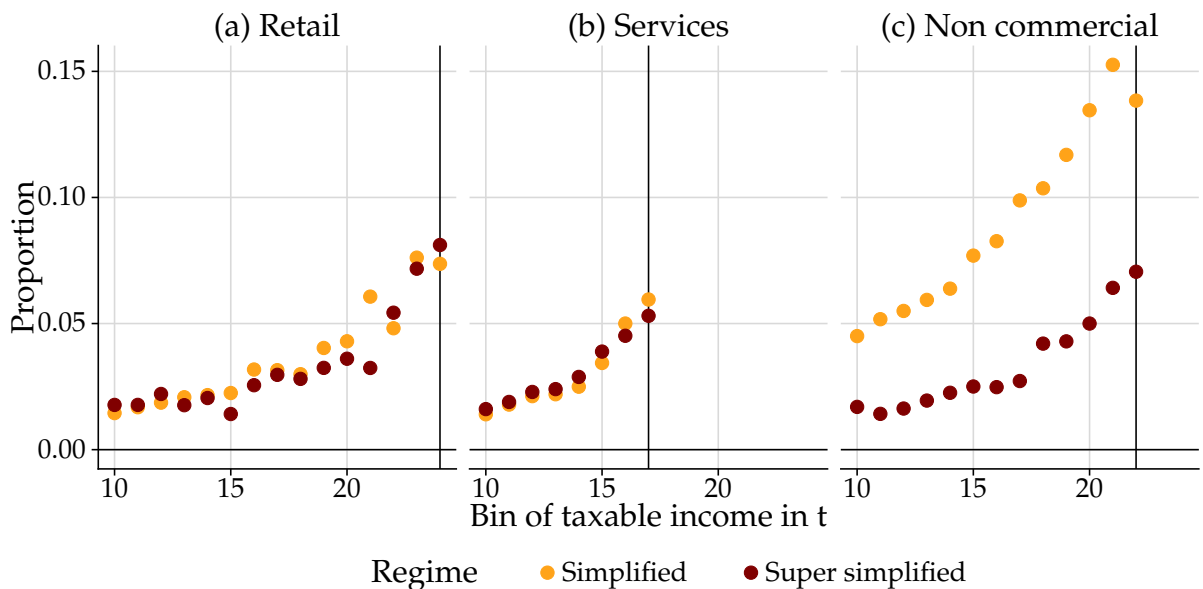 (a) Retail (b) Services (c) Non commercial
0.15
0.10
0.05
0.00
Proportion
10 15 20 10 15 20 10 15 20
Bin of taxable income in t
Regime Simplified Super simplified